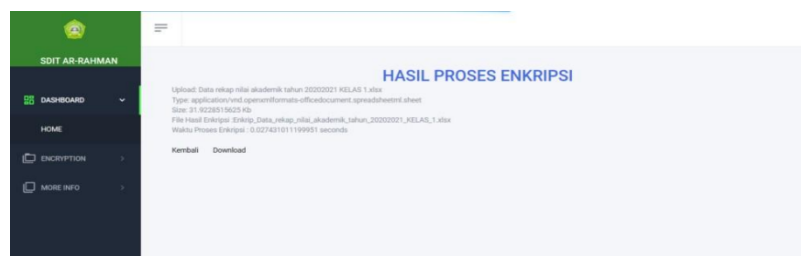 SDIT AR-RAHMAN
DASHBOARD
HOME
ENCRYPTION
MORE INFO
HASIL PROSES ENKRIPSI
Upload: Data rekap nilai akademik tahun 20202021 KELAS 1.xlsx
Type: application/vnd.openxmlformats-officedocument.spreadsheetml.sheet
Size: 31.9228515625 Kb
File Hasil Enkripsi :Enkrip_Data_rekap_nilai_akademik_tahun_20202021_KELAS_1.xlsx
Waktu Proses Enkripsi : 0.027431011199951 seconds
Kembali Download